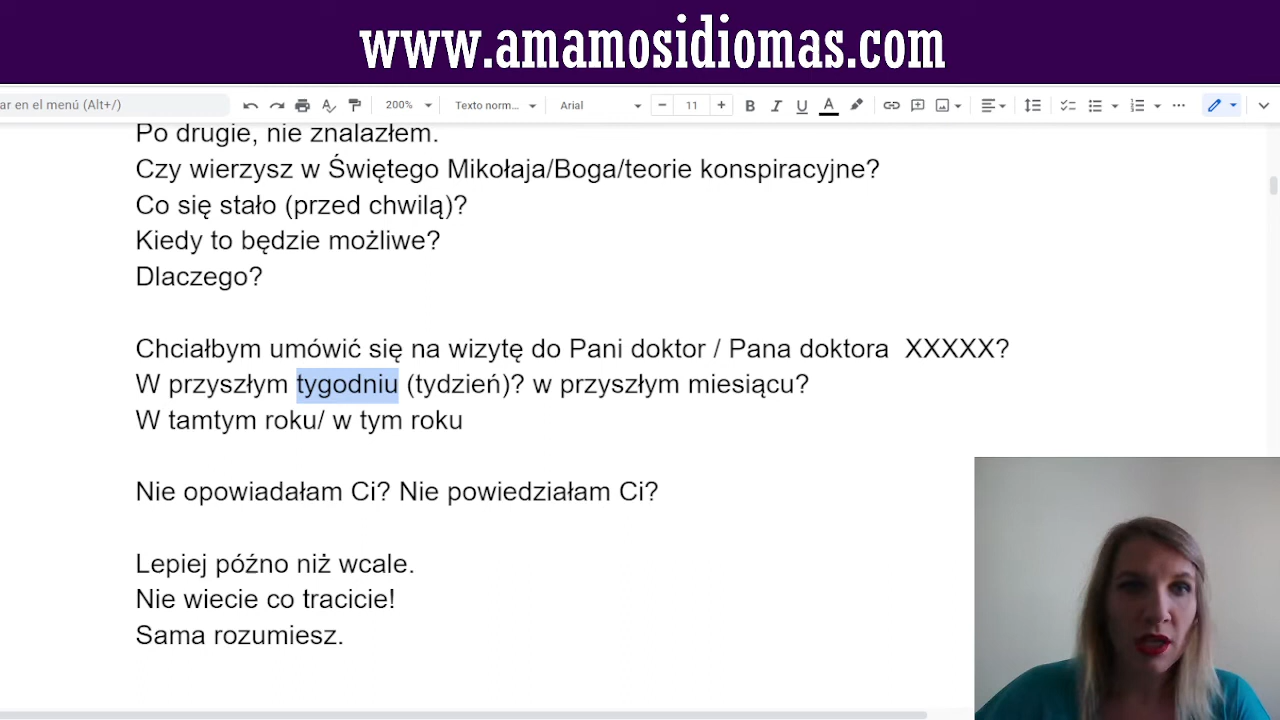 www.amamosidiomas.com
ar en el menú (Alt+/)
200%
Texto norm...
Arial
11
Po drugie, nie znalazłem.
Czy wierzysz w Świętego Mikołaja/Boga/teorie konspiracyjne?
Co się stało (przed chwilą)?
Kiedy to będzie możliwe?
Dlaczego?
Chciałbym umówić się na wizytę do Pani doktor / Pana doktora XXXXX?
W przyszłym tygodniu (tydzień)? w przyszłym miesiącu?
W tamtym roku/ w tym roku
Nie opowiadałam Ci? Nie powiedziałam Ci?
Lepiej późno niż wcale.
Nie wiecie co tracicie!
Sama rozumiesz.